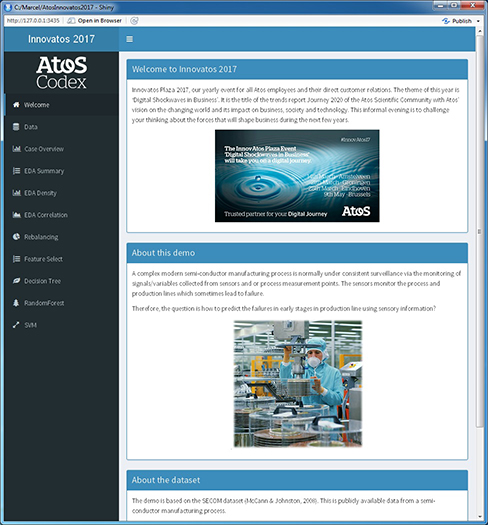 C:/Marcel/AtosInnovatos2017 - Shiny
http://127.0.0.1:3435 Open in Browser Publish
Innovatos 2017
Atos
Codex
Welcome
Data
Case Overview
EDA Summary
EDA Density
EDA Correlation
Rebalancing
Feature Select
Decision Tree
RandomForest
SVM
Welcome to Innovatos 2017
Innovatos Plaza 2017, our yearly event for all Atos employees and their direct customer relations. The theme of this year is
'Digital Shockwaves in Business'. It is the title of the trends report Journey 2020 of the Atos Scientific Community with Atos'
vision on the changing world and its impact on business, society and technology. This informal evening is to challenge
your thinking about the forces that will shape business during the next few years.
#InnovAtos17
The InnovAtos Plaza Event
'Digital Shockwaves in Business'
will take you on a digital journey
March - Amstelveen
March - Groningen
March - Eindhoven
9th May - Brussels
Trusted partner for your Digital Journey
Atos
About this demo
A complex modern semi-conductor manufacturing process is normally under consistent surveillance via the monitoring of
signals/variables collected from sensors and or process measurement points. The sensors monitor the process and
production lines which sometimes lead to failure.
Therefore, the question is how to predict the failures in early stages in production line using sensory information?
About the dataset
The demo is based on the SECOM dataset (McCann & Johnston, 2008). This is publicly available data from a semi-
conductor manufacturing process.